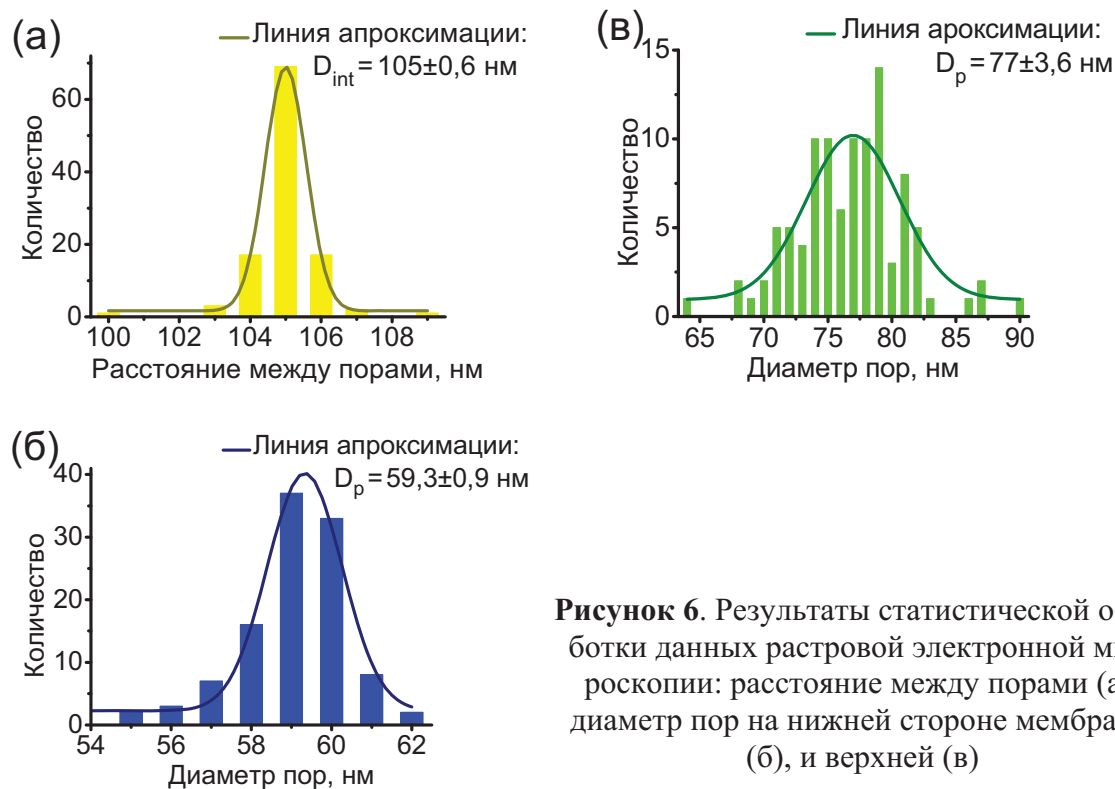 (а)
Линия апроксимации:
D_int = 105±0,6 нм
Количество
60
40
20
0
100 102 104 106 108
Расстояние между порами, нм
(в)
Линия ароксимации:
D_p = 77±3,6 нм
Количество
15
10
5
0
65 70 75 80 85 90
Диаметр пор, нм
(б)
Линия апроксимации:
D_p = 59,3±0,9 нм
Количество
40
30
20
10
0
54 56 58 60 62
Диаметр пор, нм
Рисунок 6. Результаты статистической о
ботки данных растровой электронной м
роскопии: расстояние между порами (а
диаметр пор на нижней стороне мембра
(б), и верхней (в)